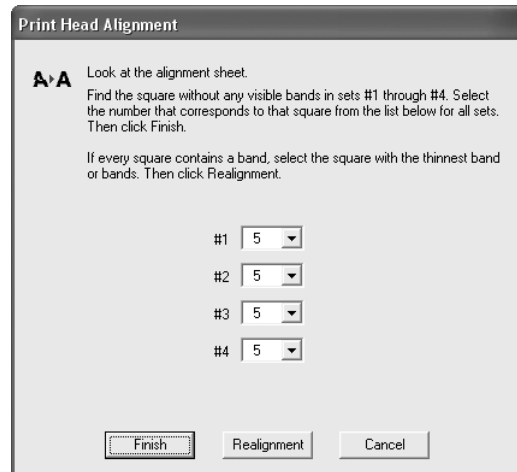 Print Head Alignment
A▸A
Look at the alignment sheet.
Find the square without any visible bands in sets #1 through #4. Select
the number that corresponds to that square from the list below for all sets.
Then click Finish.
If every square contains a band, select the square with the thinnest band
or bands. Then click Realignment.
#1 5
#2 5
#3 5
#4 5
Finish Realignment Cancel